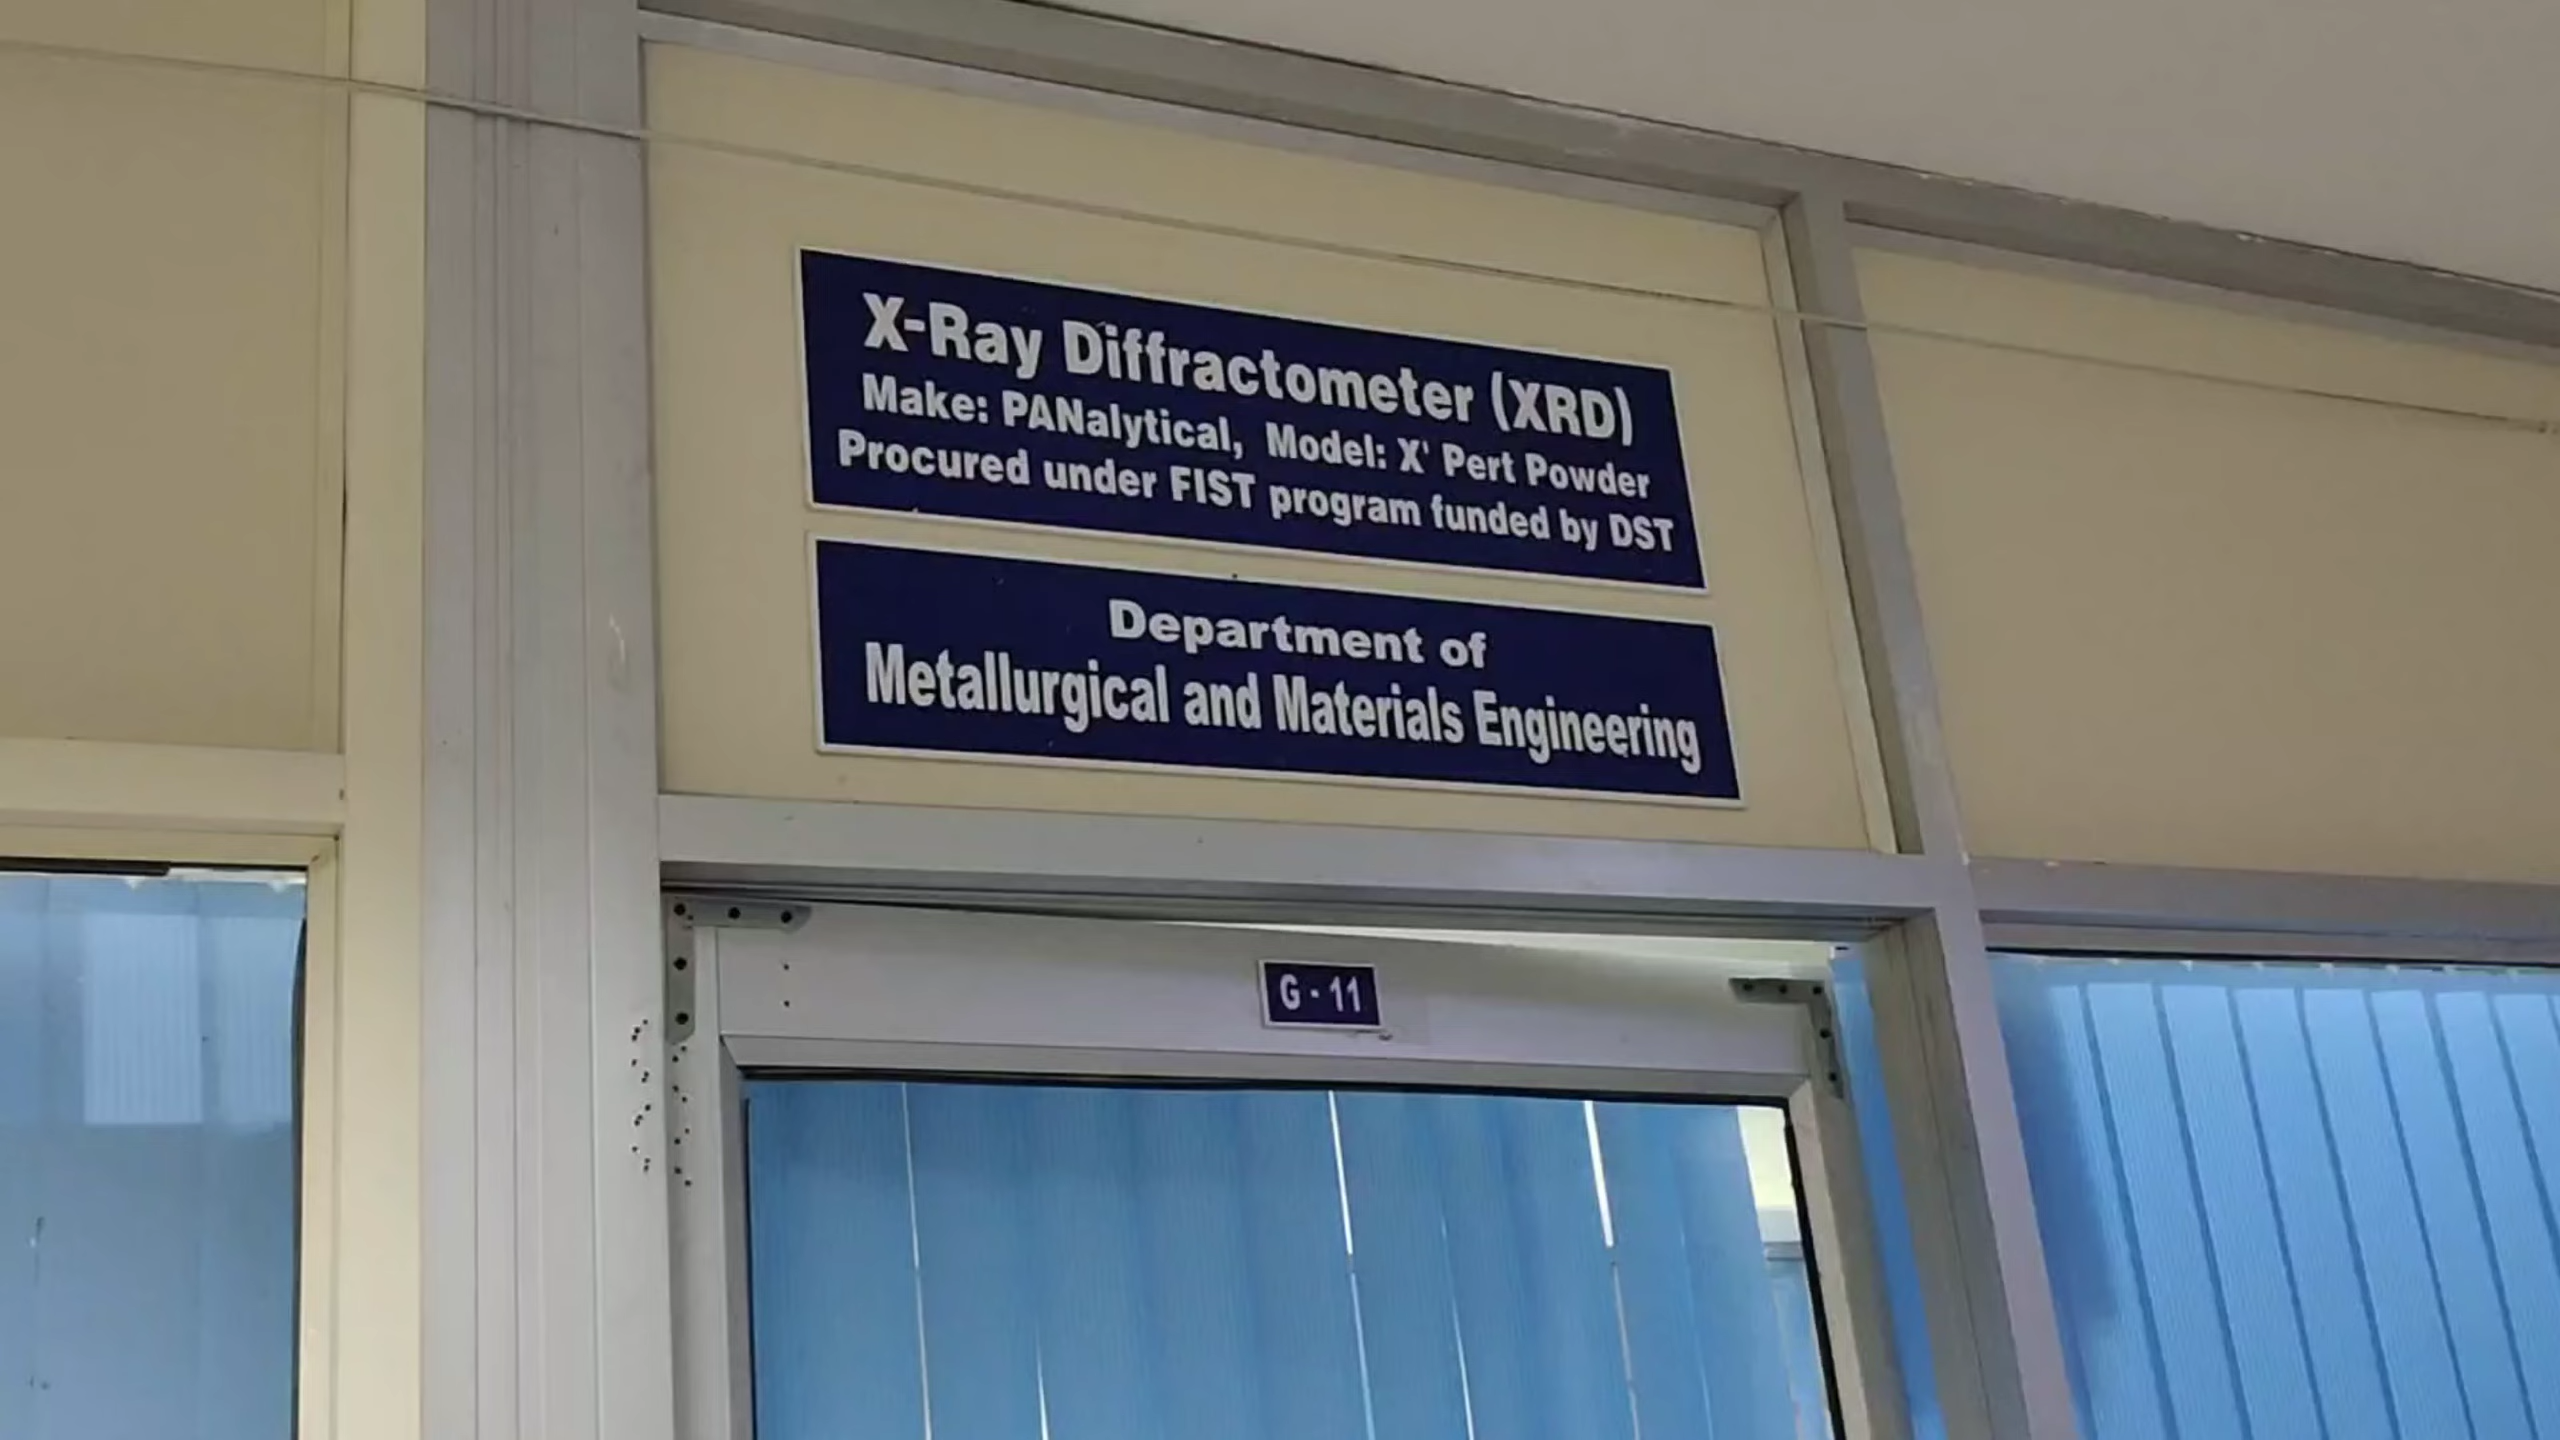 X-Ray Diffractometer (XRD)
Make: PANalytical, Model: X' Pert Powder
Procured under FIST program funded by DST
Department of
Metallurgical and Materials Engineering
G - 11